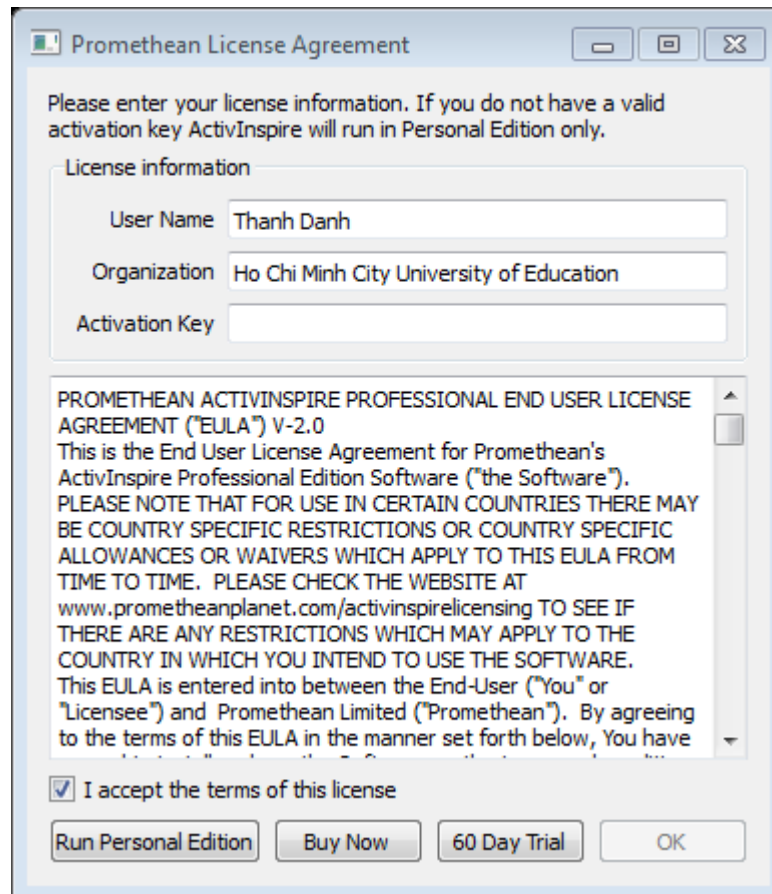 Promethean License Agreement
Please enter your license information. If you do not have a valid
activation key ActivInspire will run in Personal Edition only.
License information
User Name Thanh Danh
Organization Ho Chi Minh City University of Education
Activation Key
PROMETHEAN ACTIVINSPIRE PROFESSIONAL END USER LICENSE
AGREEMENT ("EULA") V-2.0
This is the End User License Agreement for Promethean's
ActivInspire Professional Edition Software ("the Software").
PLEASE NOTE THAT FOR USE IN CERTAIN COUNTRIES THERE MAY
BE COUNTRY SPECIFIC RESTRICTIONS OR COUNTRY SPECIFIC
ALLOWANCES OR WAIVERS WHICH APPLY TO THIS EULA FROM
TIME TO TIME. PLEASE CHECK THE WEBSITE AT
www.prometheanplanet.com/activinspirelicensing TO SEE IF
THERE ARE ANY RESTRICTIONS WHICH MAY APPLY TO THE
COUNTRY IN WHICH YOU INTEND TO USE THE SOFTWARE.
This EULA is entered into between the End-User ("You" or
"Licensee") and Promethean Limited ("Promethean"). By agreeing
to the terms of this EULA in the manner set forth below, You have
I accept the terms of this license
Run Personal Edition Buy Now 60 Day Trial OK